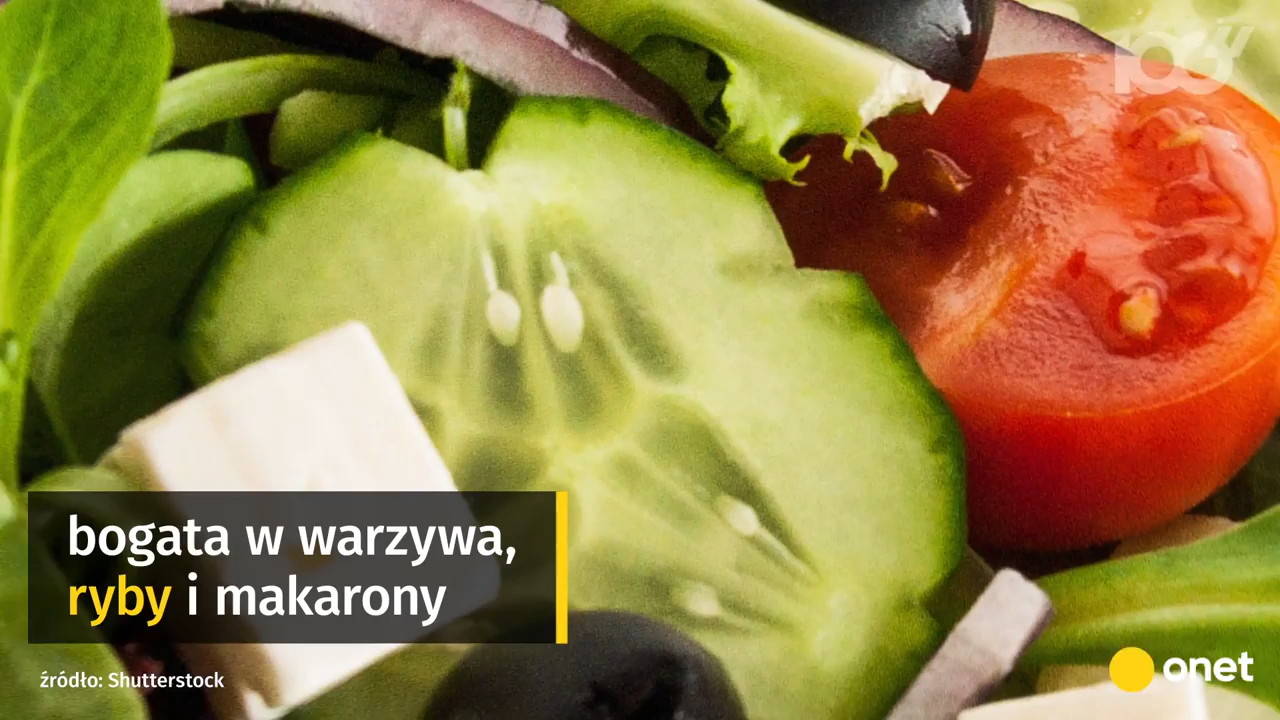 bogata w warzywa,
ryby i makarony
źródło: Shutterstock
onet